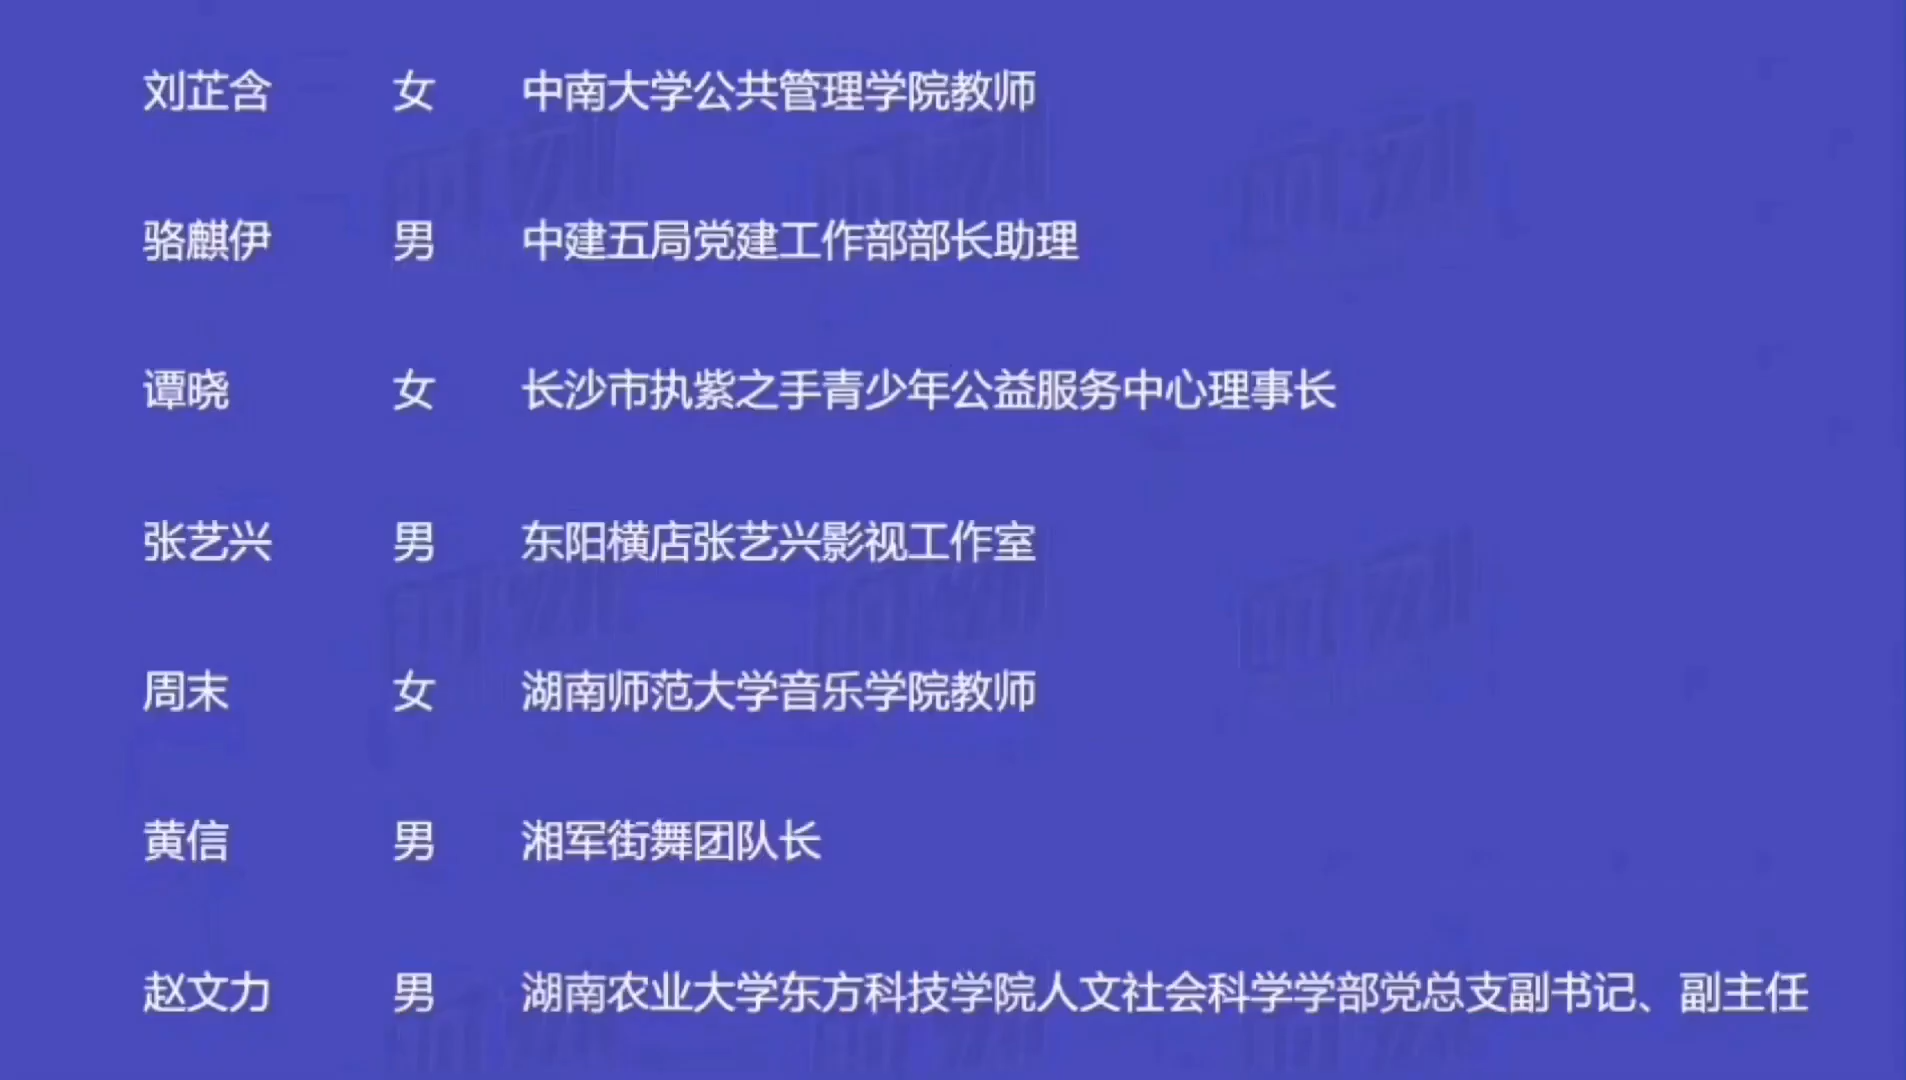 刘芷含 女 中南大学公共管理学院教师
骆麒伊 男 中建五局党建工作部部长助理
谭晓 女 长沙市执紫之手青少年公益服务中心理事长
张艺兴 男 东阳横店张艺兴影视工作室
周末 女 湖南师范大学音乐学院教师
黄信 男 湘军街舞团队长
赵文力 男 湖南农业大学东方科技学院人文社会科学学部党总支副书记、副主任